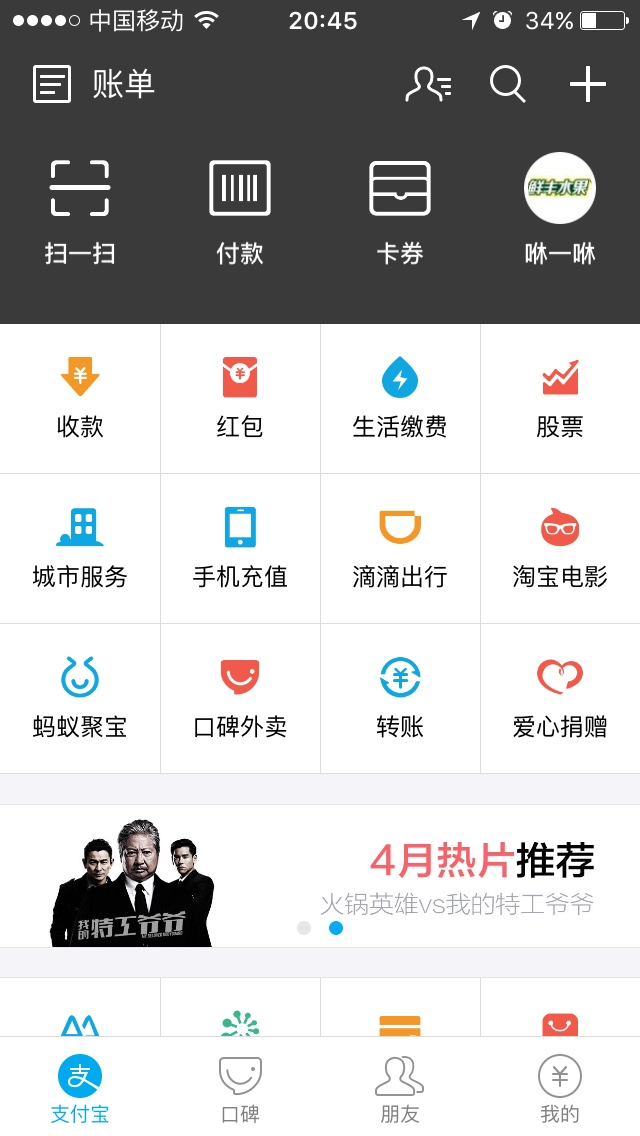 中国移动 20:45 34%
账单
扫一扫 付款 卡券 咻一咻
鲜丰水果
收款 红包 生活缴费 股票
城市服务 手机充值 滴滴出行 淘宝电影
蚂蚁聚宝 口碑外卖 转账 爱心捐赠
4月热片推荐
火锅英雄vs我的特工爷爷
我的特工爷爷
支付宝 口碑 朋友 我的